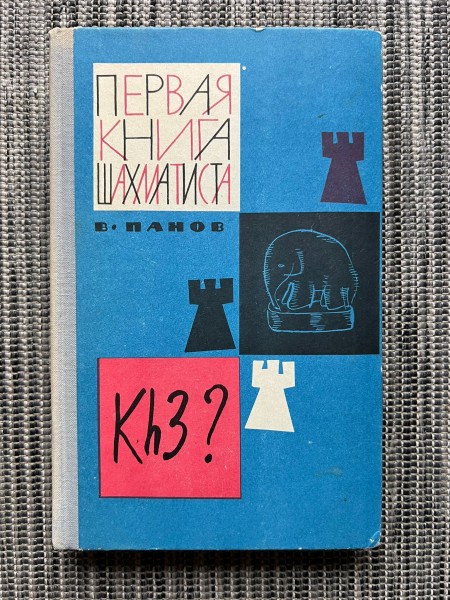 ПЕРВАЯ
КНИГА
ШАХМАТИСТА
В. ПАНОВ
Kh3?